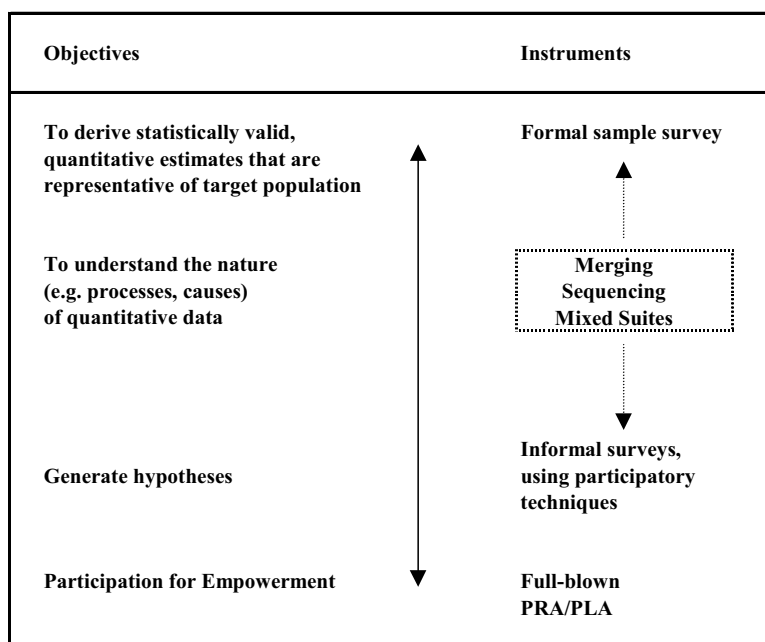 Objectives
Instruments
To derive statistically valid,
quantitative estimates that are
representative of target population
Formal sample survey
To understand the nature
(e.g. processes, causes)
of quantitative data
Merging
Sequencing
Mixed Suites
Generate hypotheses
Informal surveys,
using participatory
techniques
Participation for Empowerment
Full-blown
PRA/PLA